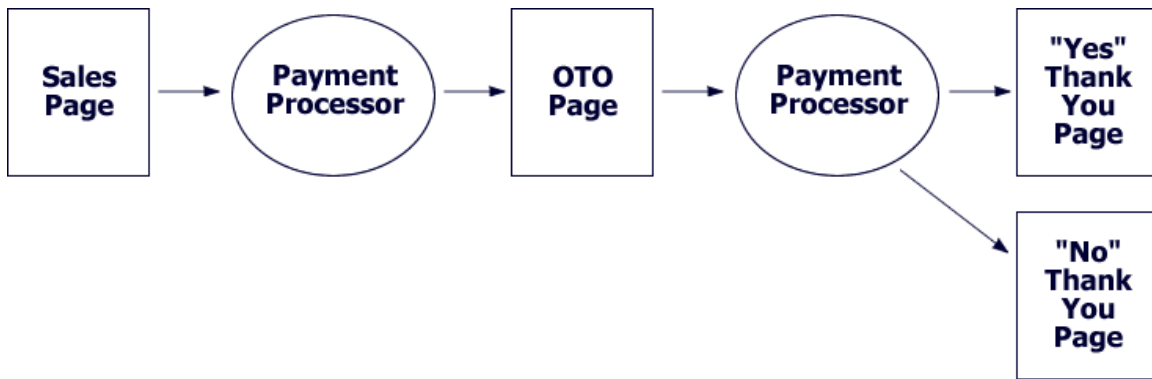 Sales
Page
Payment
Processor
OTO
Page
Payment
Processor
"Yes"
Thank
You
Page
"No"
Thank
You
Page